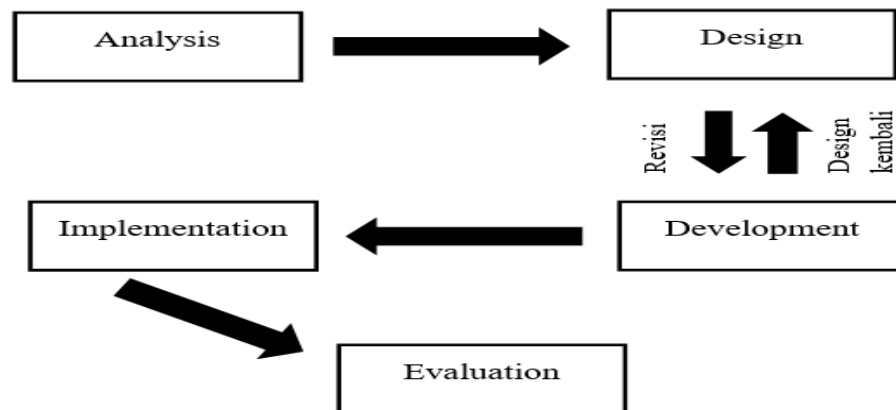 Analysis
Design
Revisi
Design
kembali
Implementation
Development
Evaluation